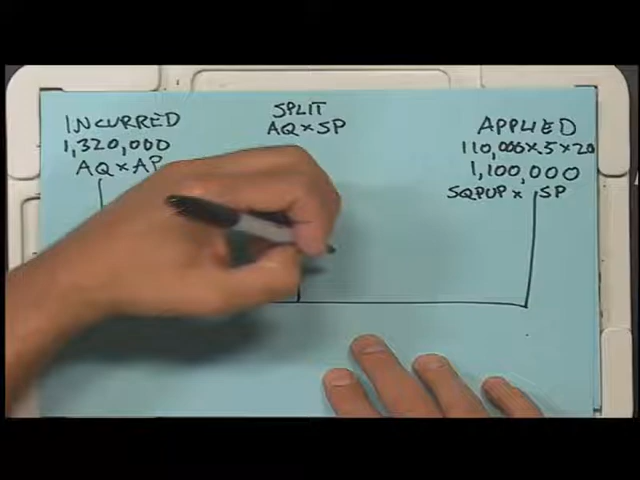 INCURRED
1,320,000
AQ×AP
SPLIT
AQ×SP
APPLIED
110,000×.5×20
1,100,000
SQPUP× SP